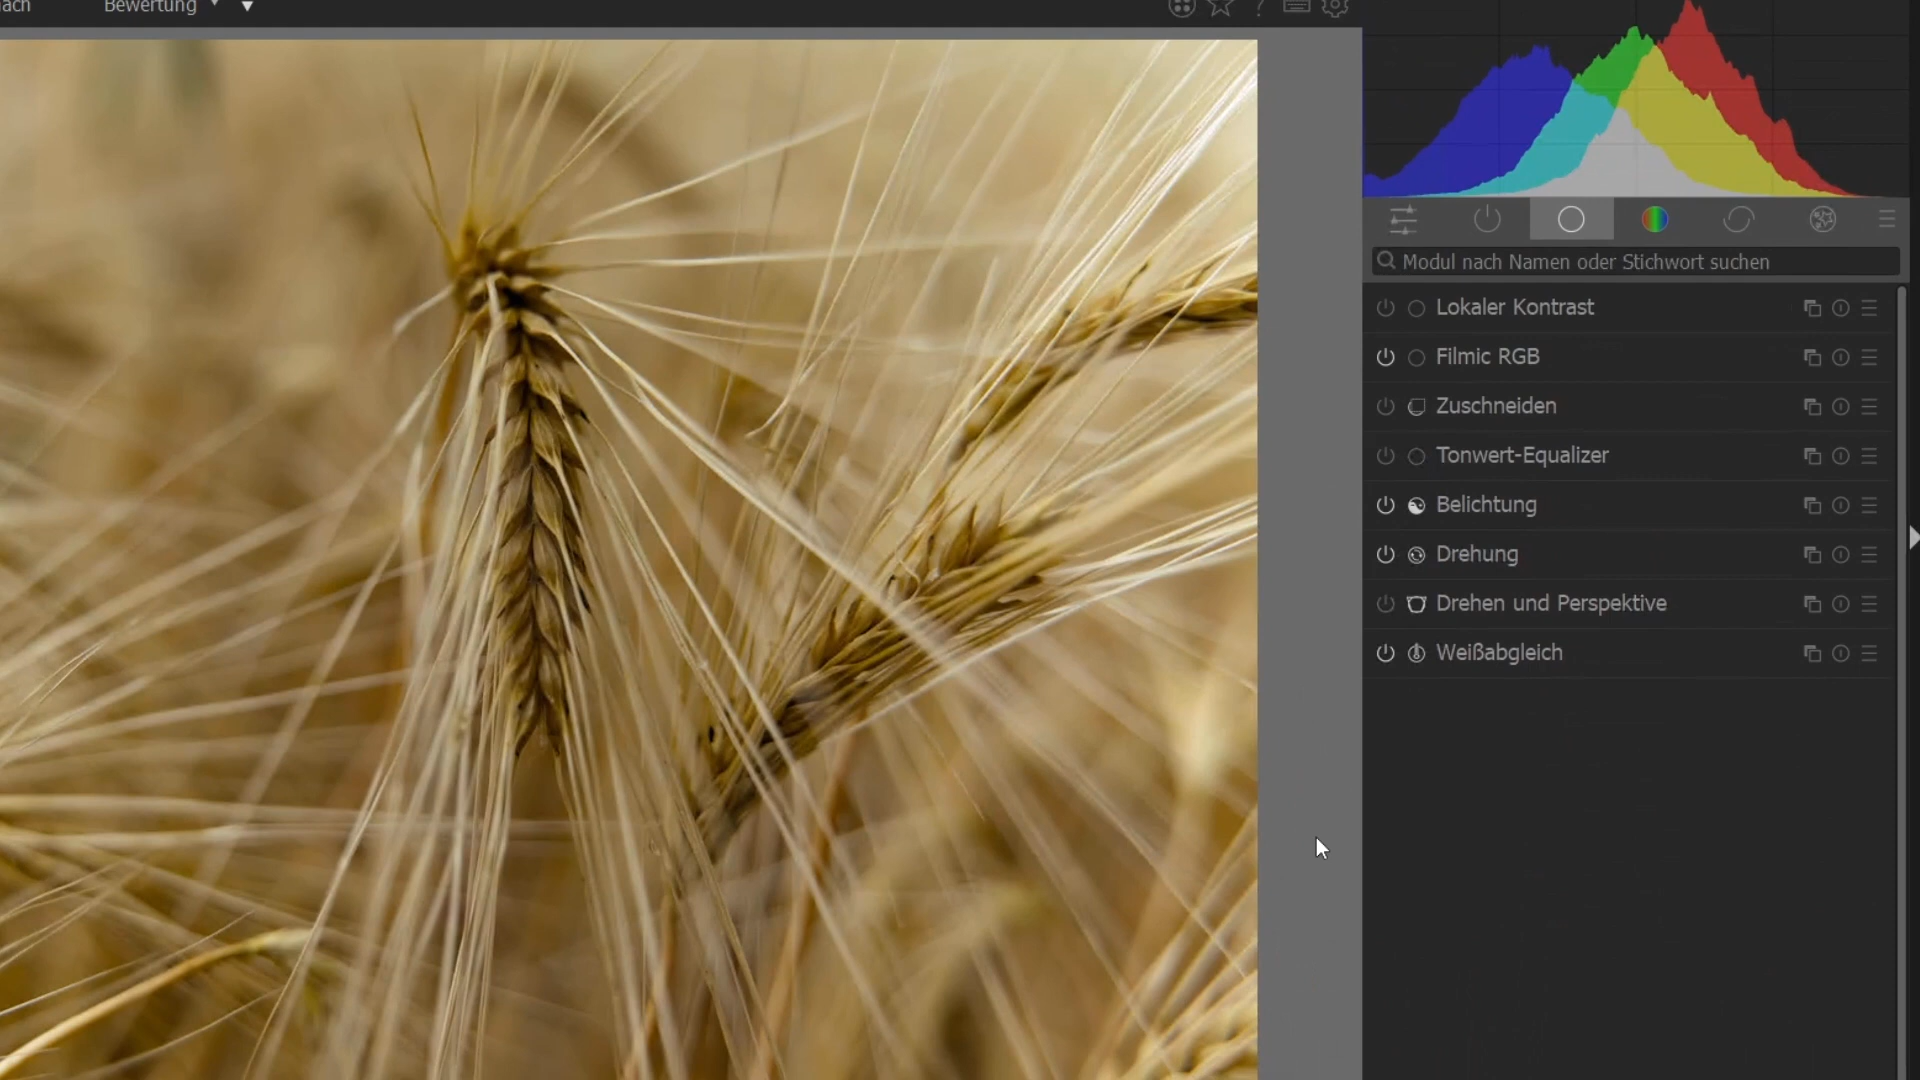 Bewertung
Modul nach Namen oder Stichwort suchen
Lokaler Kontrast
Filmic RGB
Zuschneiden
Tonwert-Equalizer
Belichtung
Drehung
Drehen und Perspektive
Weißabgleich